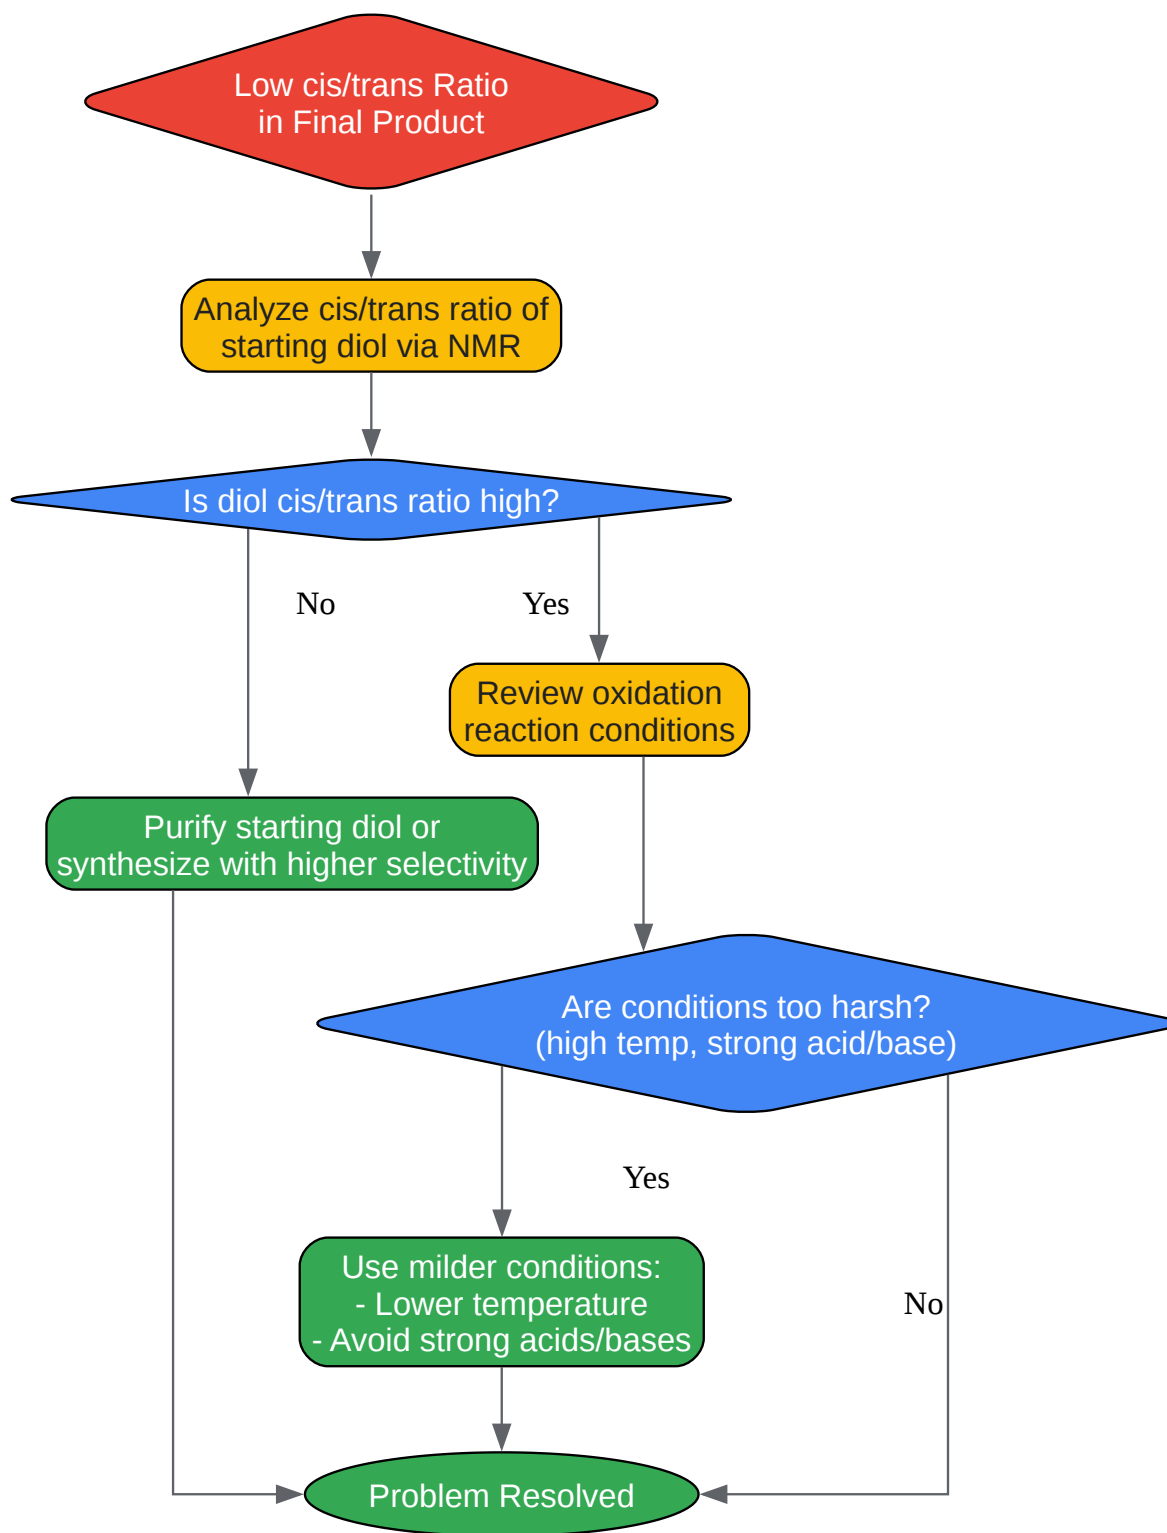 Low cis/trans Ratio
in Final Product
Analyze cis/trans ratio of
starting diol via NMR
Is diol cis/trans ratio high?
No
Yes
Review oxidation
reaction conditions
Purify starting diol or
synthesize with higher selectivity
Are conditions too harsh?
(high temp, strong acid/base)
Yes
Use milder conditions:
- Lower temperature
- Avoid strong acids/bases
No
Problem Resolved